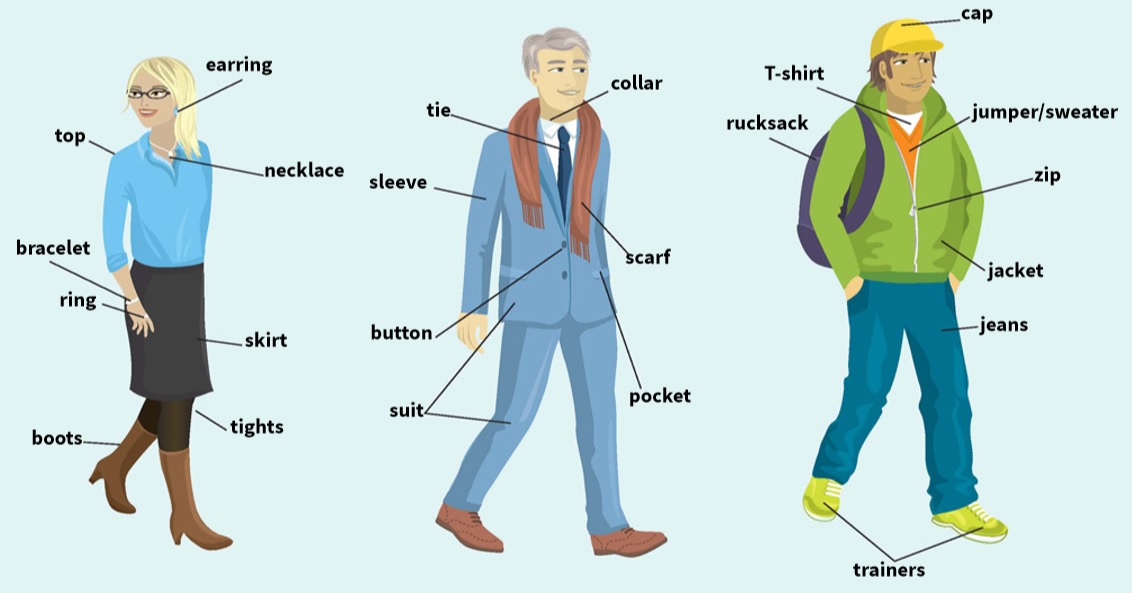 earring
top
necklace
bracelet
ring
skirt
tights
boots
collar
tie
sleeve
scarf
button
pocket
suit
cap
T-shirt
jumper/sweater
rucksack
zip
jacket
jeans
trainers